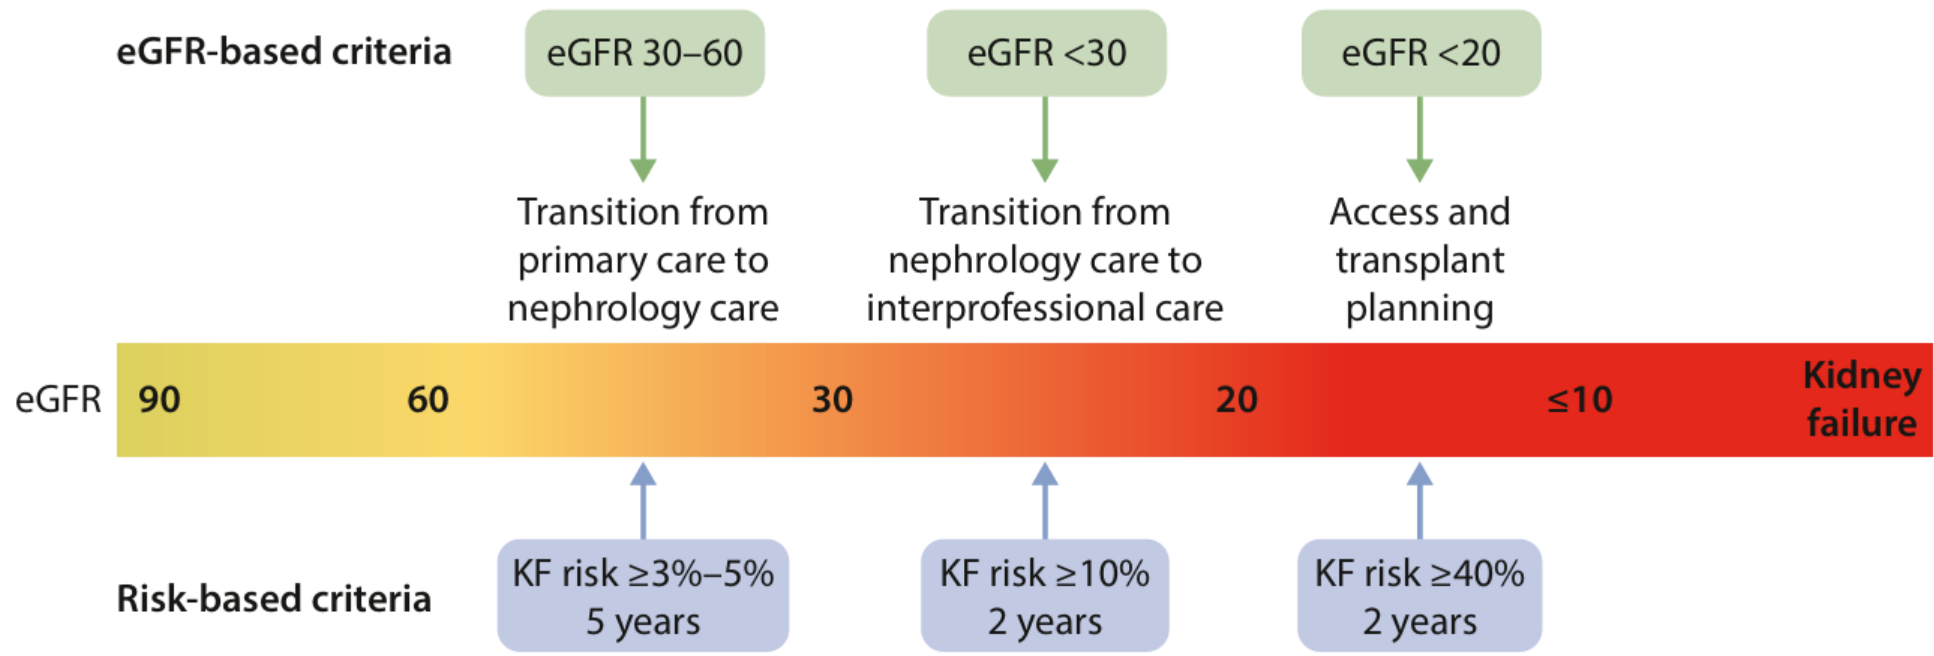 eGFR-based criteria
eGFR 30–60
eGFR <30
eGFR <20
Transition from
primary care to
nephrology care
Transition from
nephrology care to
interprofessional care
Access and
transplant
planning
eGFR
90
60
30
20
≤10
Kidney
failure
Risk-based criteria
KF risk ≥3%–5%
5 years
KF risk ≥10%
2 years
KF risk ≥40%
2 years